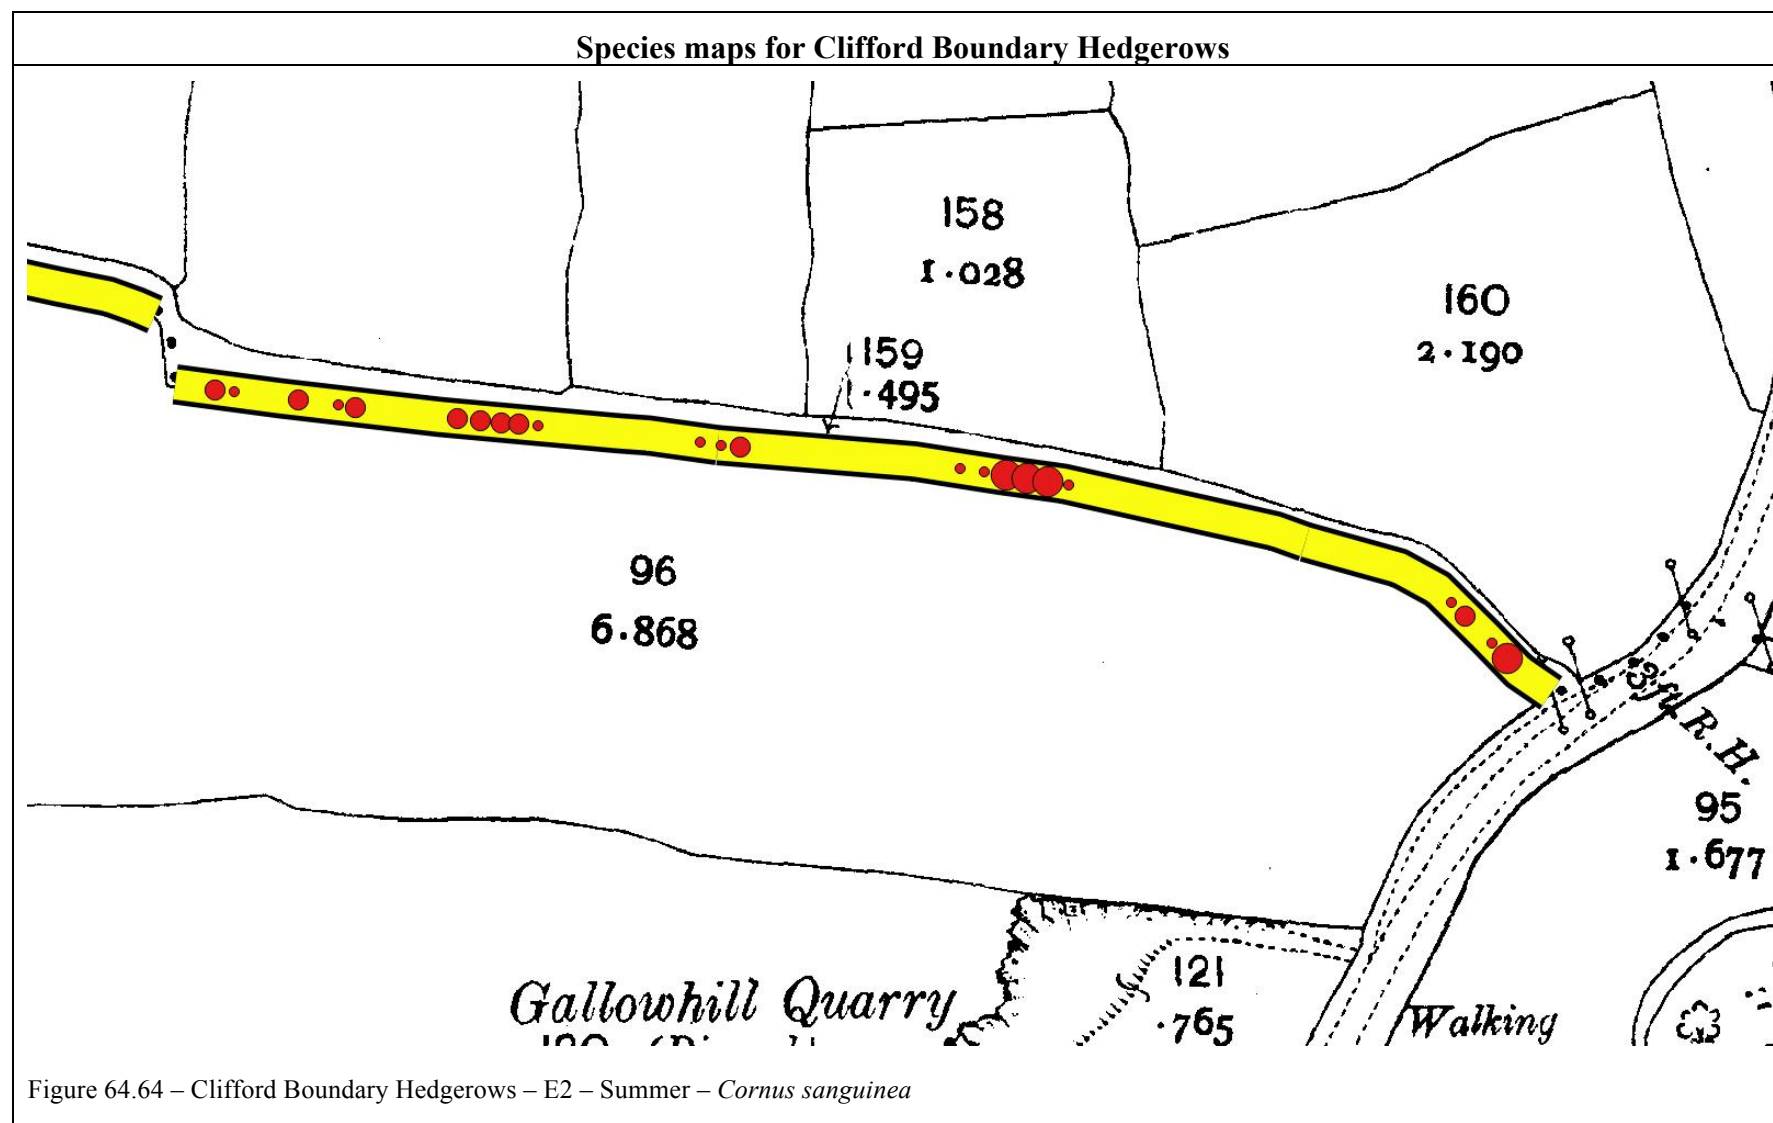 Species maps for Clifford Boundary Hedgerows
158
1·028
160
2·190
159
·495
96
6·868
3ft R.H.
95
1·677
121
·765
Gallowhill Quarry
Walking
Figure 64.64 – Clifford Boundary Hedgerows – E2 – Summer – Cornus sanguinea